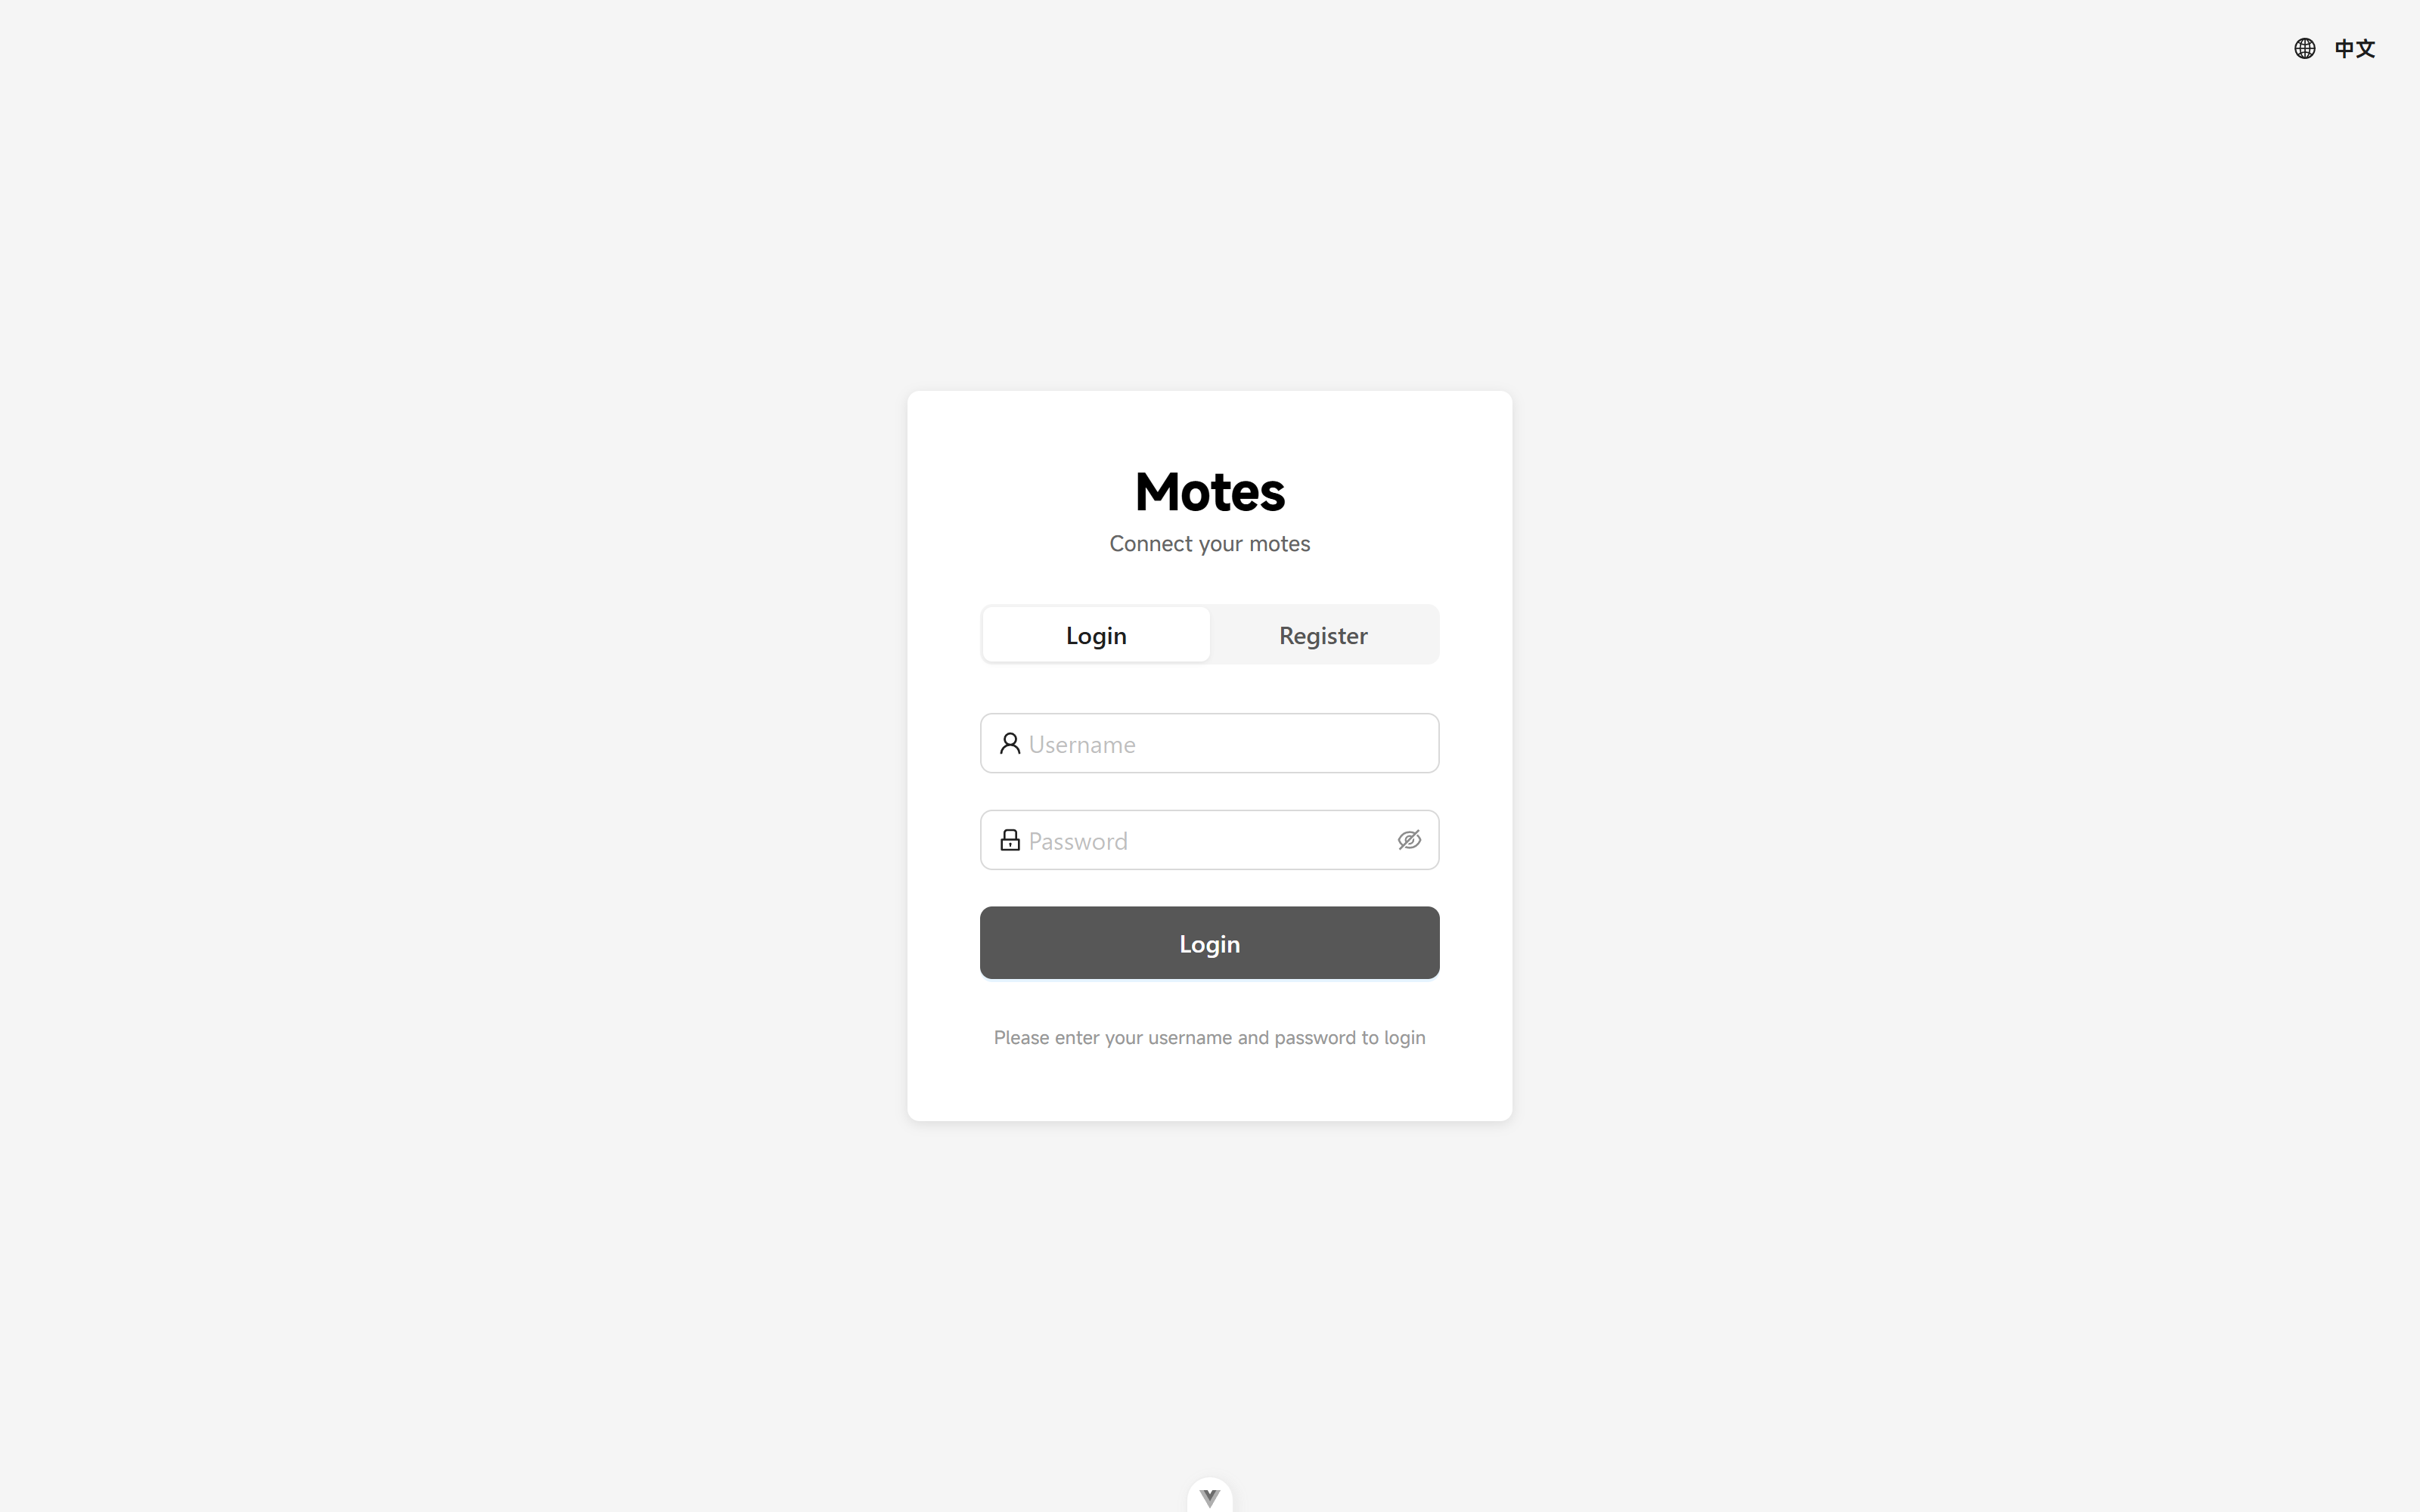 中文
Motes
Connect your motes
Login
Register
Username
Password
Login
Please enter your username and password to login